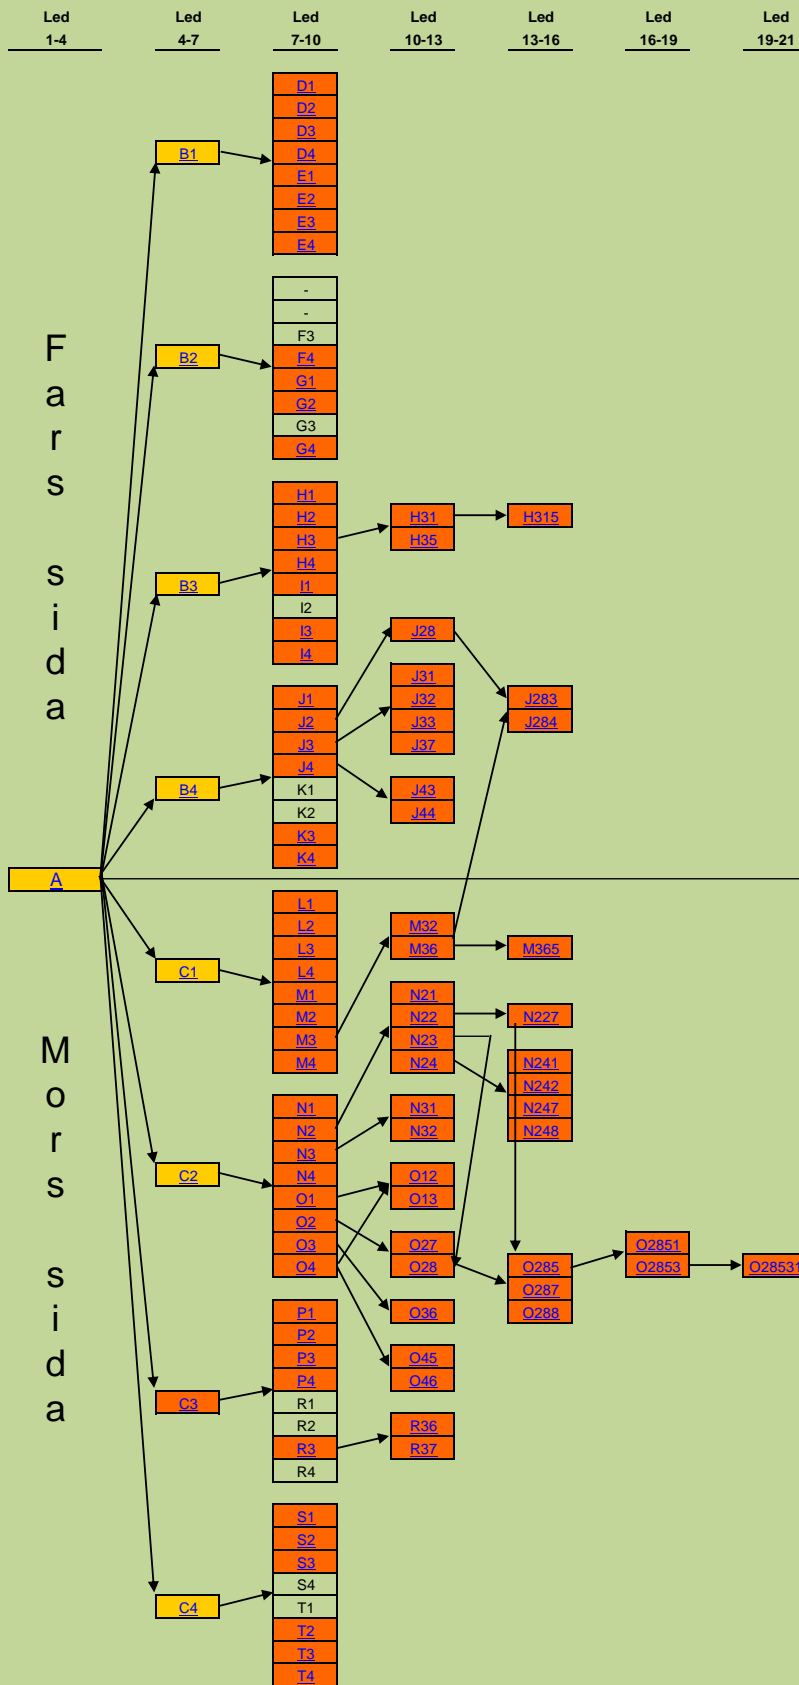 Led Led Led Led Led Led Led
1-4 4-7 7-10 10-13 13-16 16-19 19-21
D1
D2
D3
B1 D4
E1
E2
E3
E4
-
-
F3
B2 F4
G1
G2
G3
G4
Fars sida
H1
H2 H31 H315
H3 H35
H4
B3 I1
I2
I3 J28
I4
J31
J1 J32 J283
J2 J33 J284
J3 J37
J4
B4 K1 J43
K2 J44
K3
K4
A
L1
L2 M32
L3 M36 M365
C1 L4
M1 N21
M2 N22 N227
M3 N23
M4 N24 N241
N242
N1 N31 N247
N2 N32 N248
N3
C2 N4 O12
O1 O13
O2
O3 O27 O2851
O4 O28 O285 O2853 O28531
O287
P1 O36 O288
P2
P3 O45
P4 O46
C3 R1
R2 R36
R3 R37
R4
Mors sida
S1
S2
S3
S4
C4 T1
T2
T3
T4